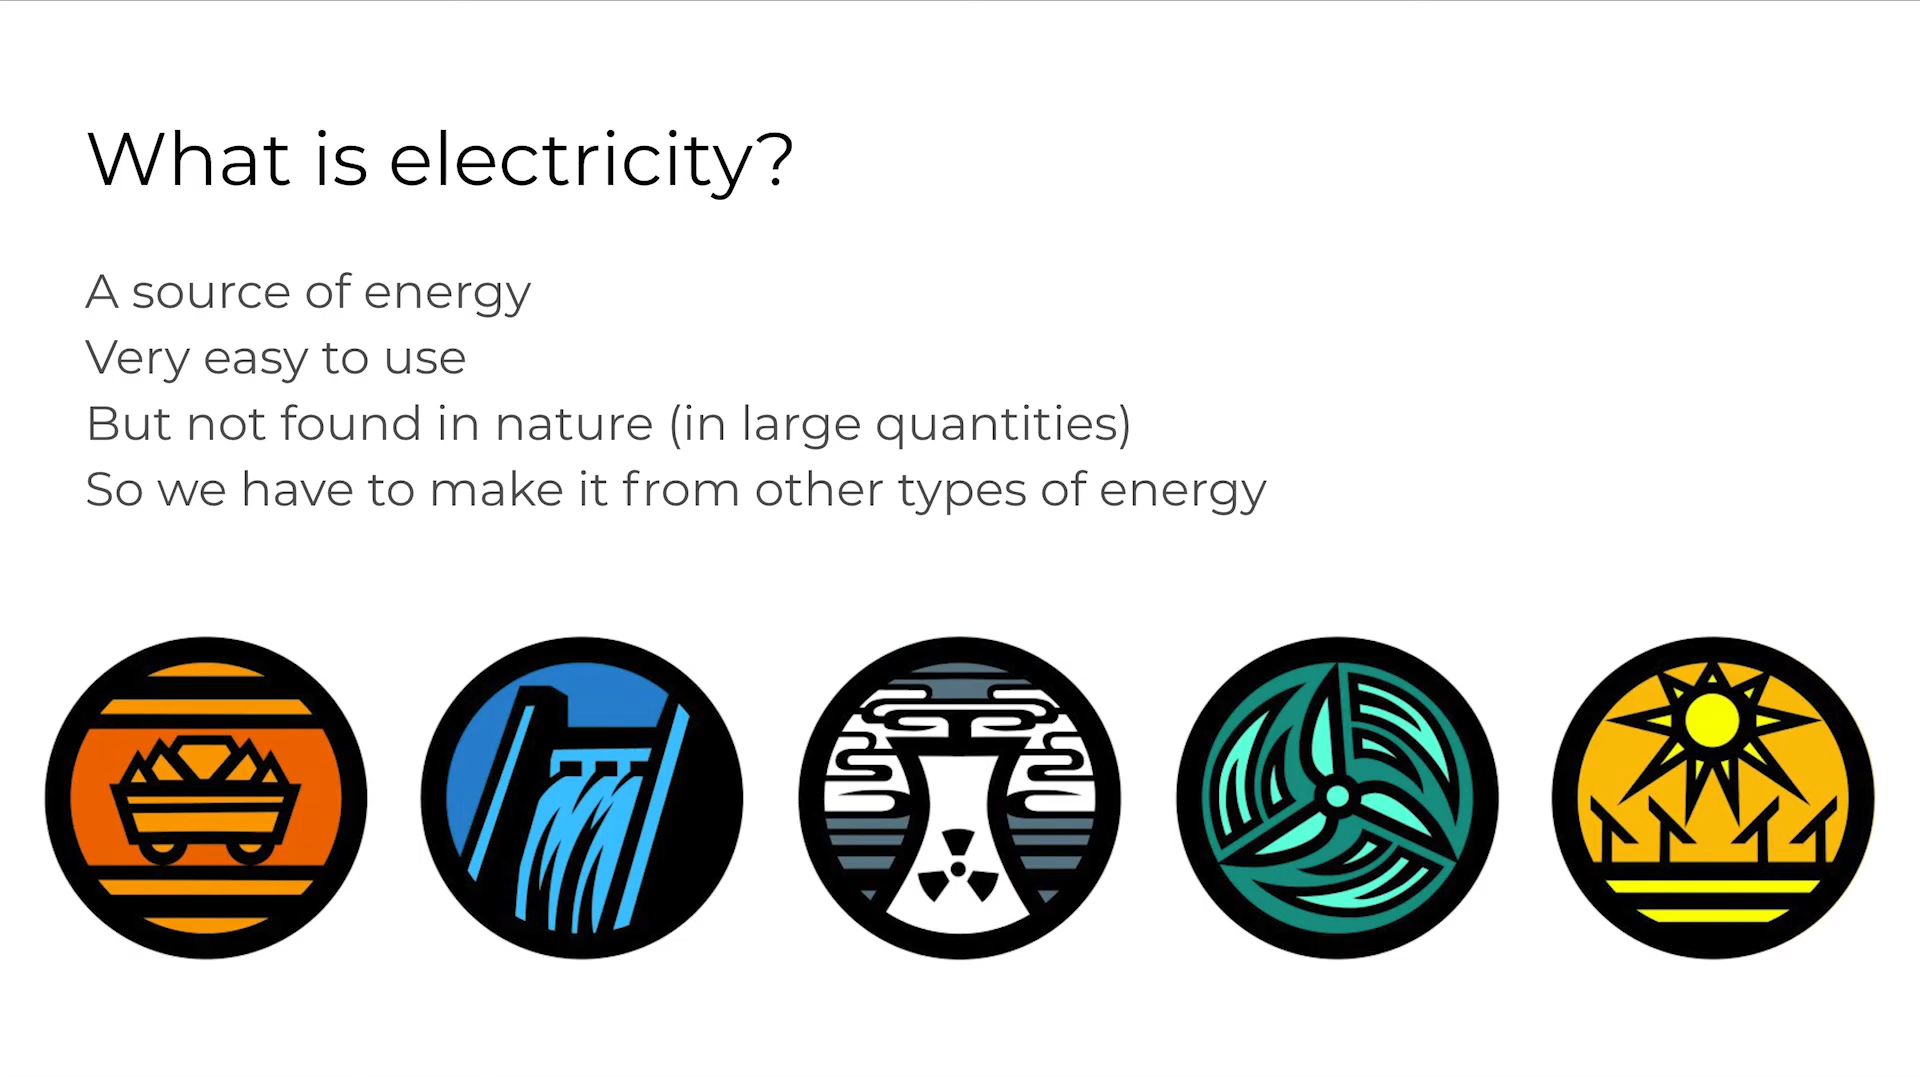 What is electricity?
A source of energy
Very easy to use
But not found in nature (in large quantities)
So we have to make it from other types of energy